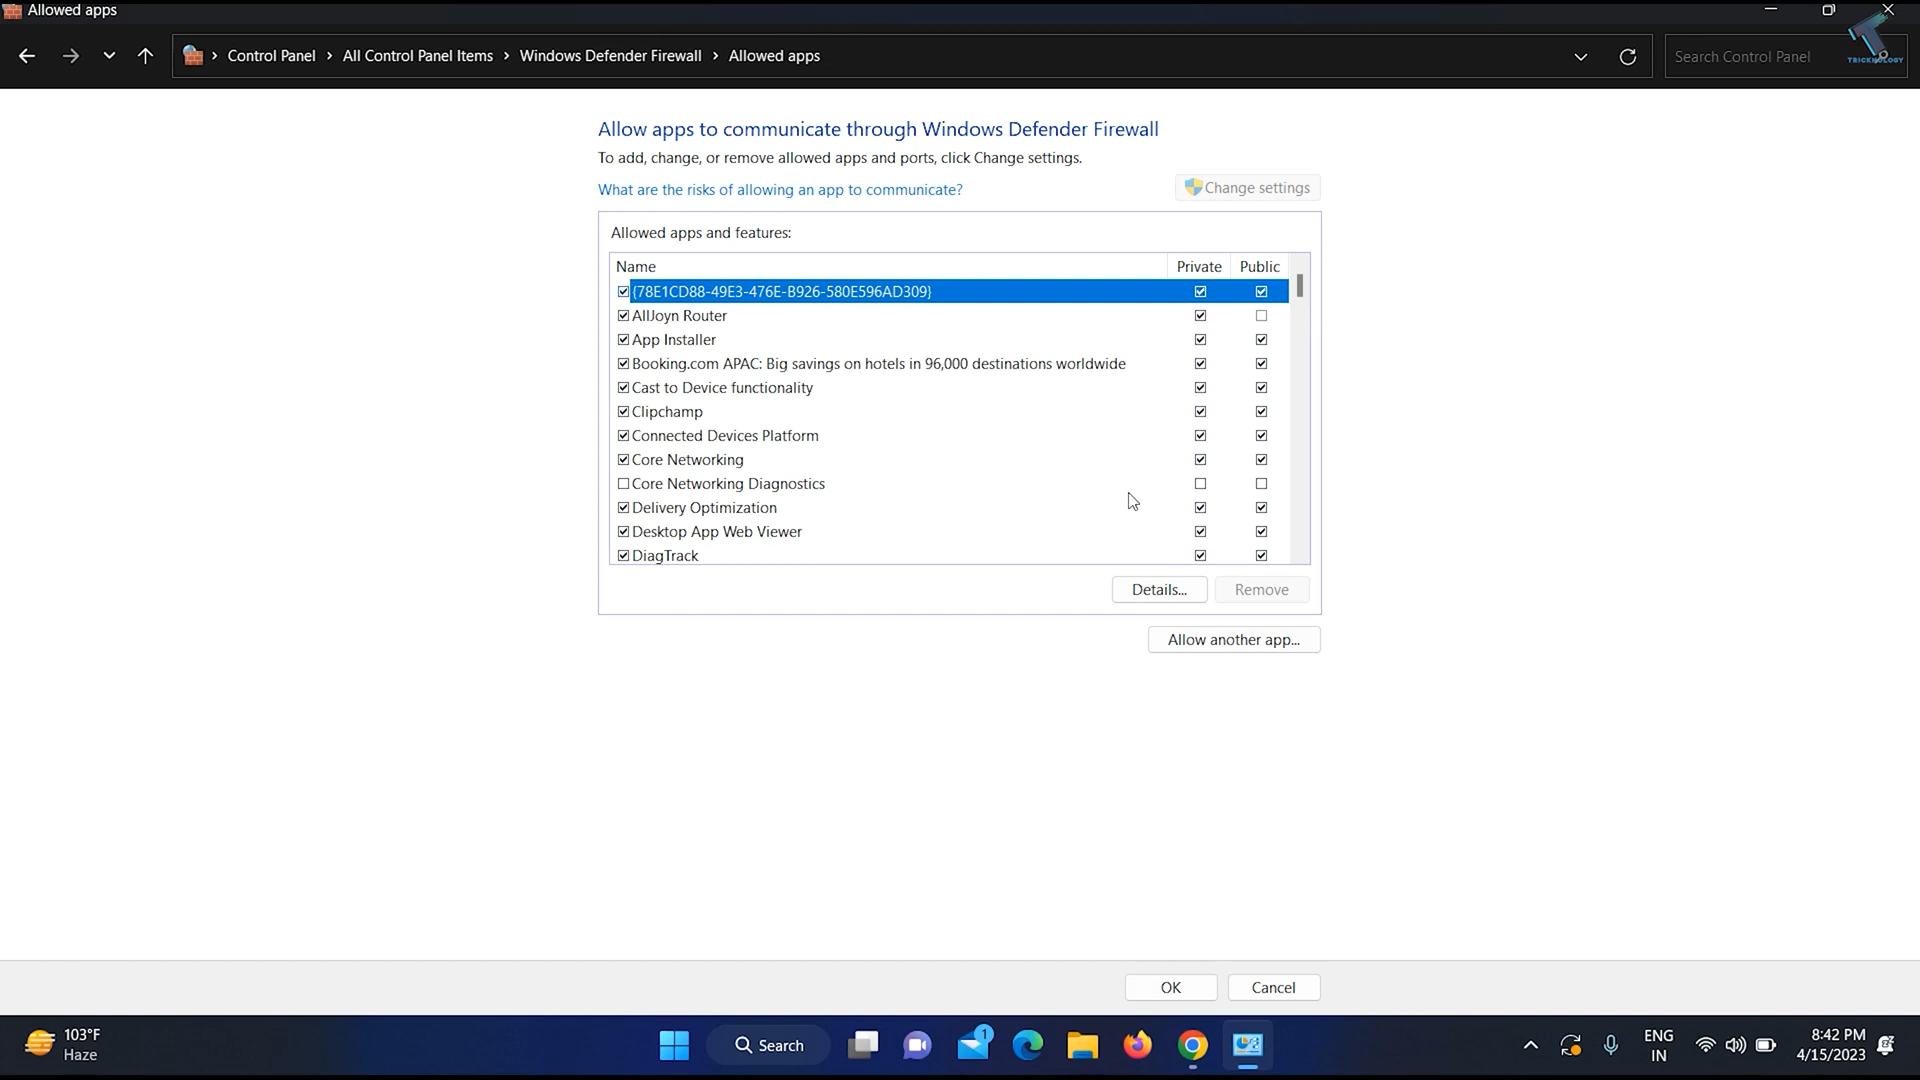 Allowed apps
Control Panel > All Control Panel Items > Windows Defender Firewall > Allowed apps
Search Control Panel
TRICKNOLOGY
Allow apps to communicate through Windows Defender Firewall
To add, change, or remove allowed apps and ports, click Change settings.
What are the risks of allowing an app to communicate?
Change settings
Allowed apps and features:
Name Private Public
{78E1CD88-49E3-476E-B926-580E596AD309}
AllJoyn Router
App Installer
Booking.com APAC: Big savings on hotels in 96,000 destinations worldwide
Cast to Device functionality
Clipchamp
Connected Devices Platform
Core Networking
Core Networking Diagnostics
Delivery Optimization
Desktop App Web Viewer
DiagTrack
Details... Remove
Allow another app...
OK Cancel
103°F
Haze
Search
1
ENG
IN
8:42 PM
4/15/2023